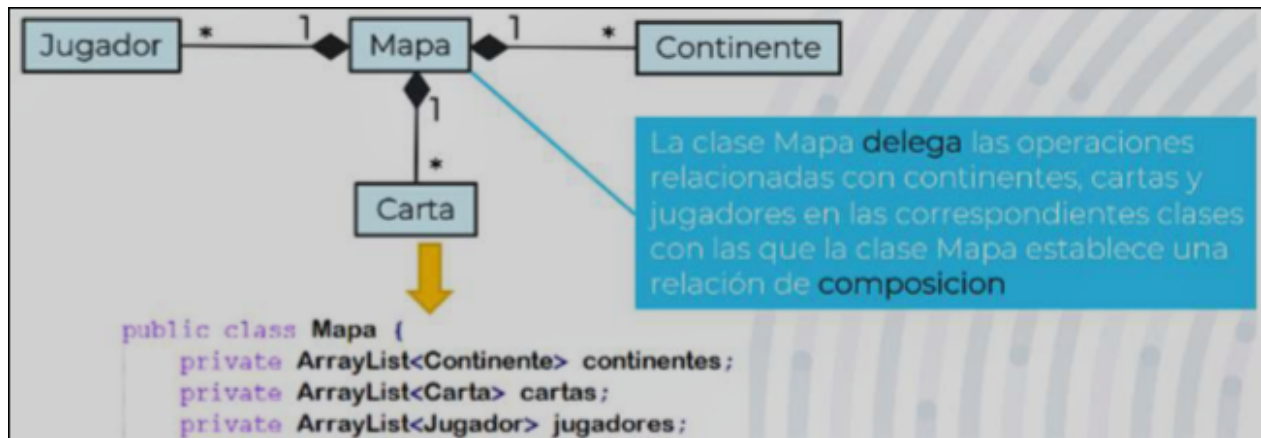 Jugador * 1 Mapa 1 * Continente
1
*
Carta
La clase Mapa delega las operaciones
relacionadas con continentes, cartas y
jugadores en las correspondientes clases
con las que la clase Mapa establece una
relación de composicion
public class Mapa {
private ArrayList<Continente> continentes;
private ArrayList<Carta> cartas;
private ArrayList<Jugador> jugadores;